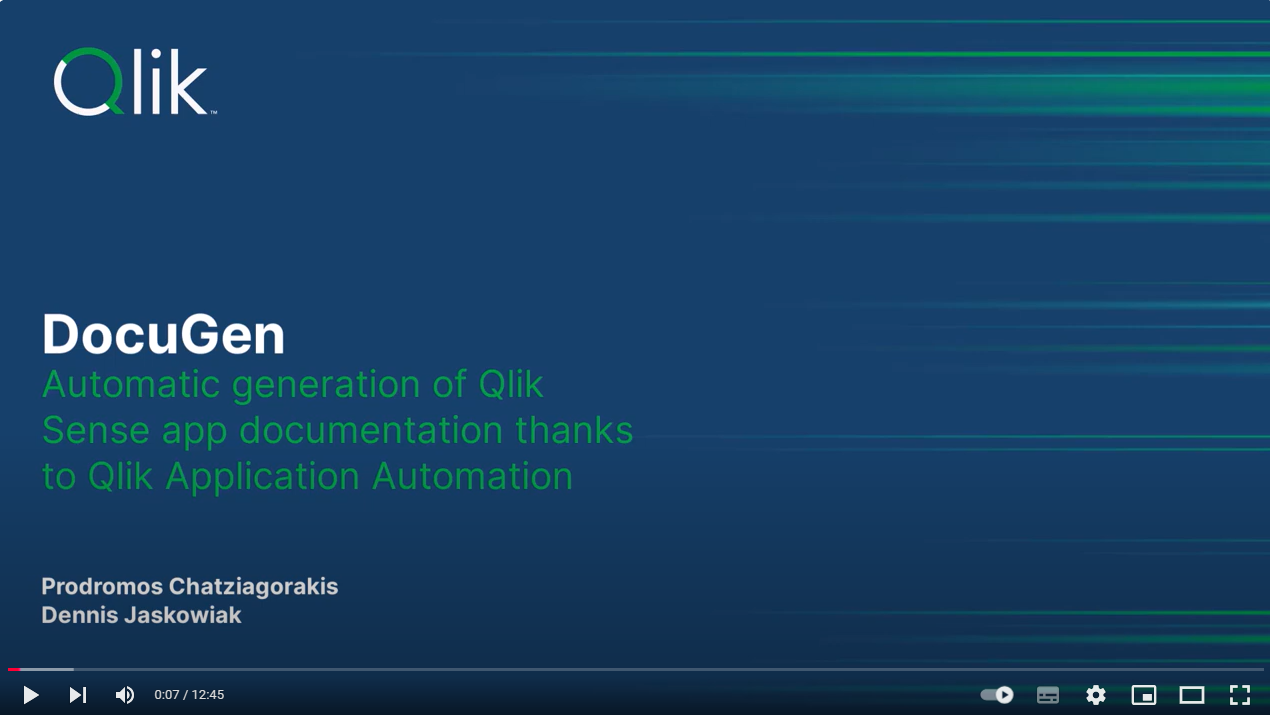 Qlik™
DocuGen
Automatic generation of Qlik
Sense app documentation thanks
to Qlik Application Automation
Prodromos Chatziagorakis
Dennis Jaskowiak
0:07 / 12:45